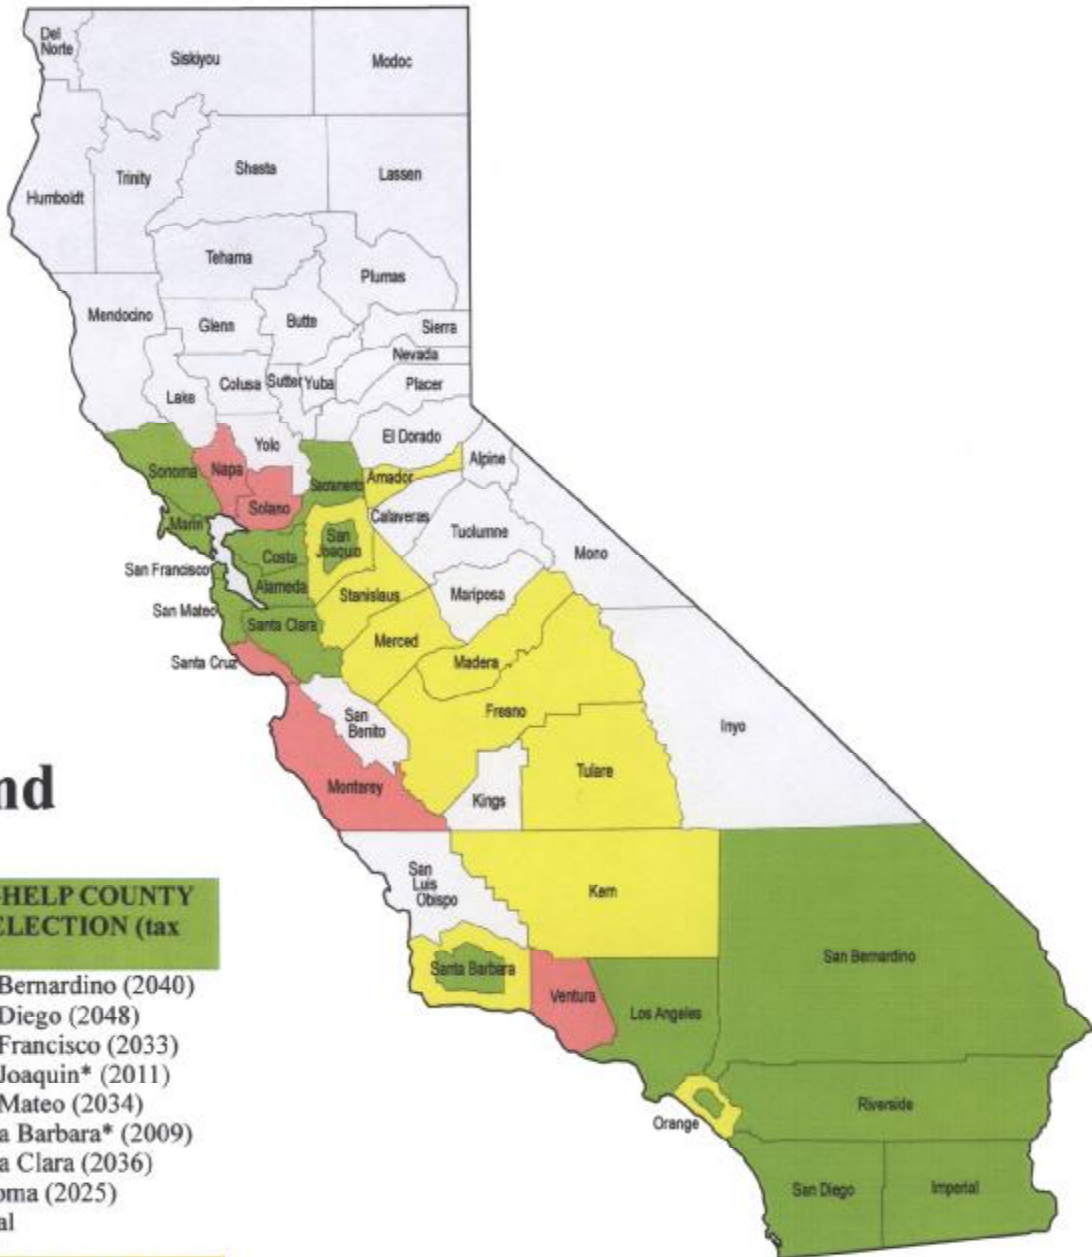 Del
Norte
Siskiyou
Modoc
Humboldt
Trinity
Shasta
Lassen
Tehama
Plumas
Mendocino
Glenn
Butte
Sierra
Nevada
Lake
Colusa
Sutter
Yuba
Placer
Sonoma
Napa
Yolo
El Dorado
Alpine
Sacramento
Amador
Solano
Marin
Calaveras
San
Joaquin
Tuolumne
Mono
San Francisco
Costa
Alameda
Stanislaus
Mariposa
San Mateo
Santa Clara
Merced
Santa Cruz
Madera
San
Benito
Fresno
Inyo
Monterey
Kings
Tulare
nd
San
Luis
Obispo
Kern
-HELP COUNTY
ELECTION (tax
Santa Barbara
San Bernardino
Bernardino (2040)
Diego (2048)
Francisco (2033)
Joaquin* (2011)
Mateo (2034)
a Barbara* (2009)
a Clara (2036)
oma (2025)
al
Ventura
Los Angeles
Orange
Riverside
San Diego
Imperial